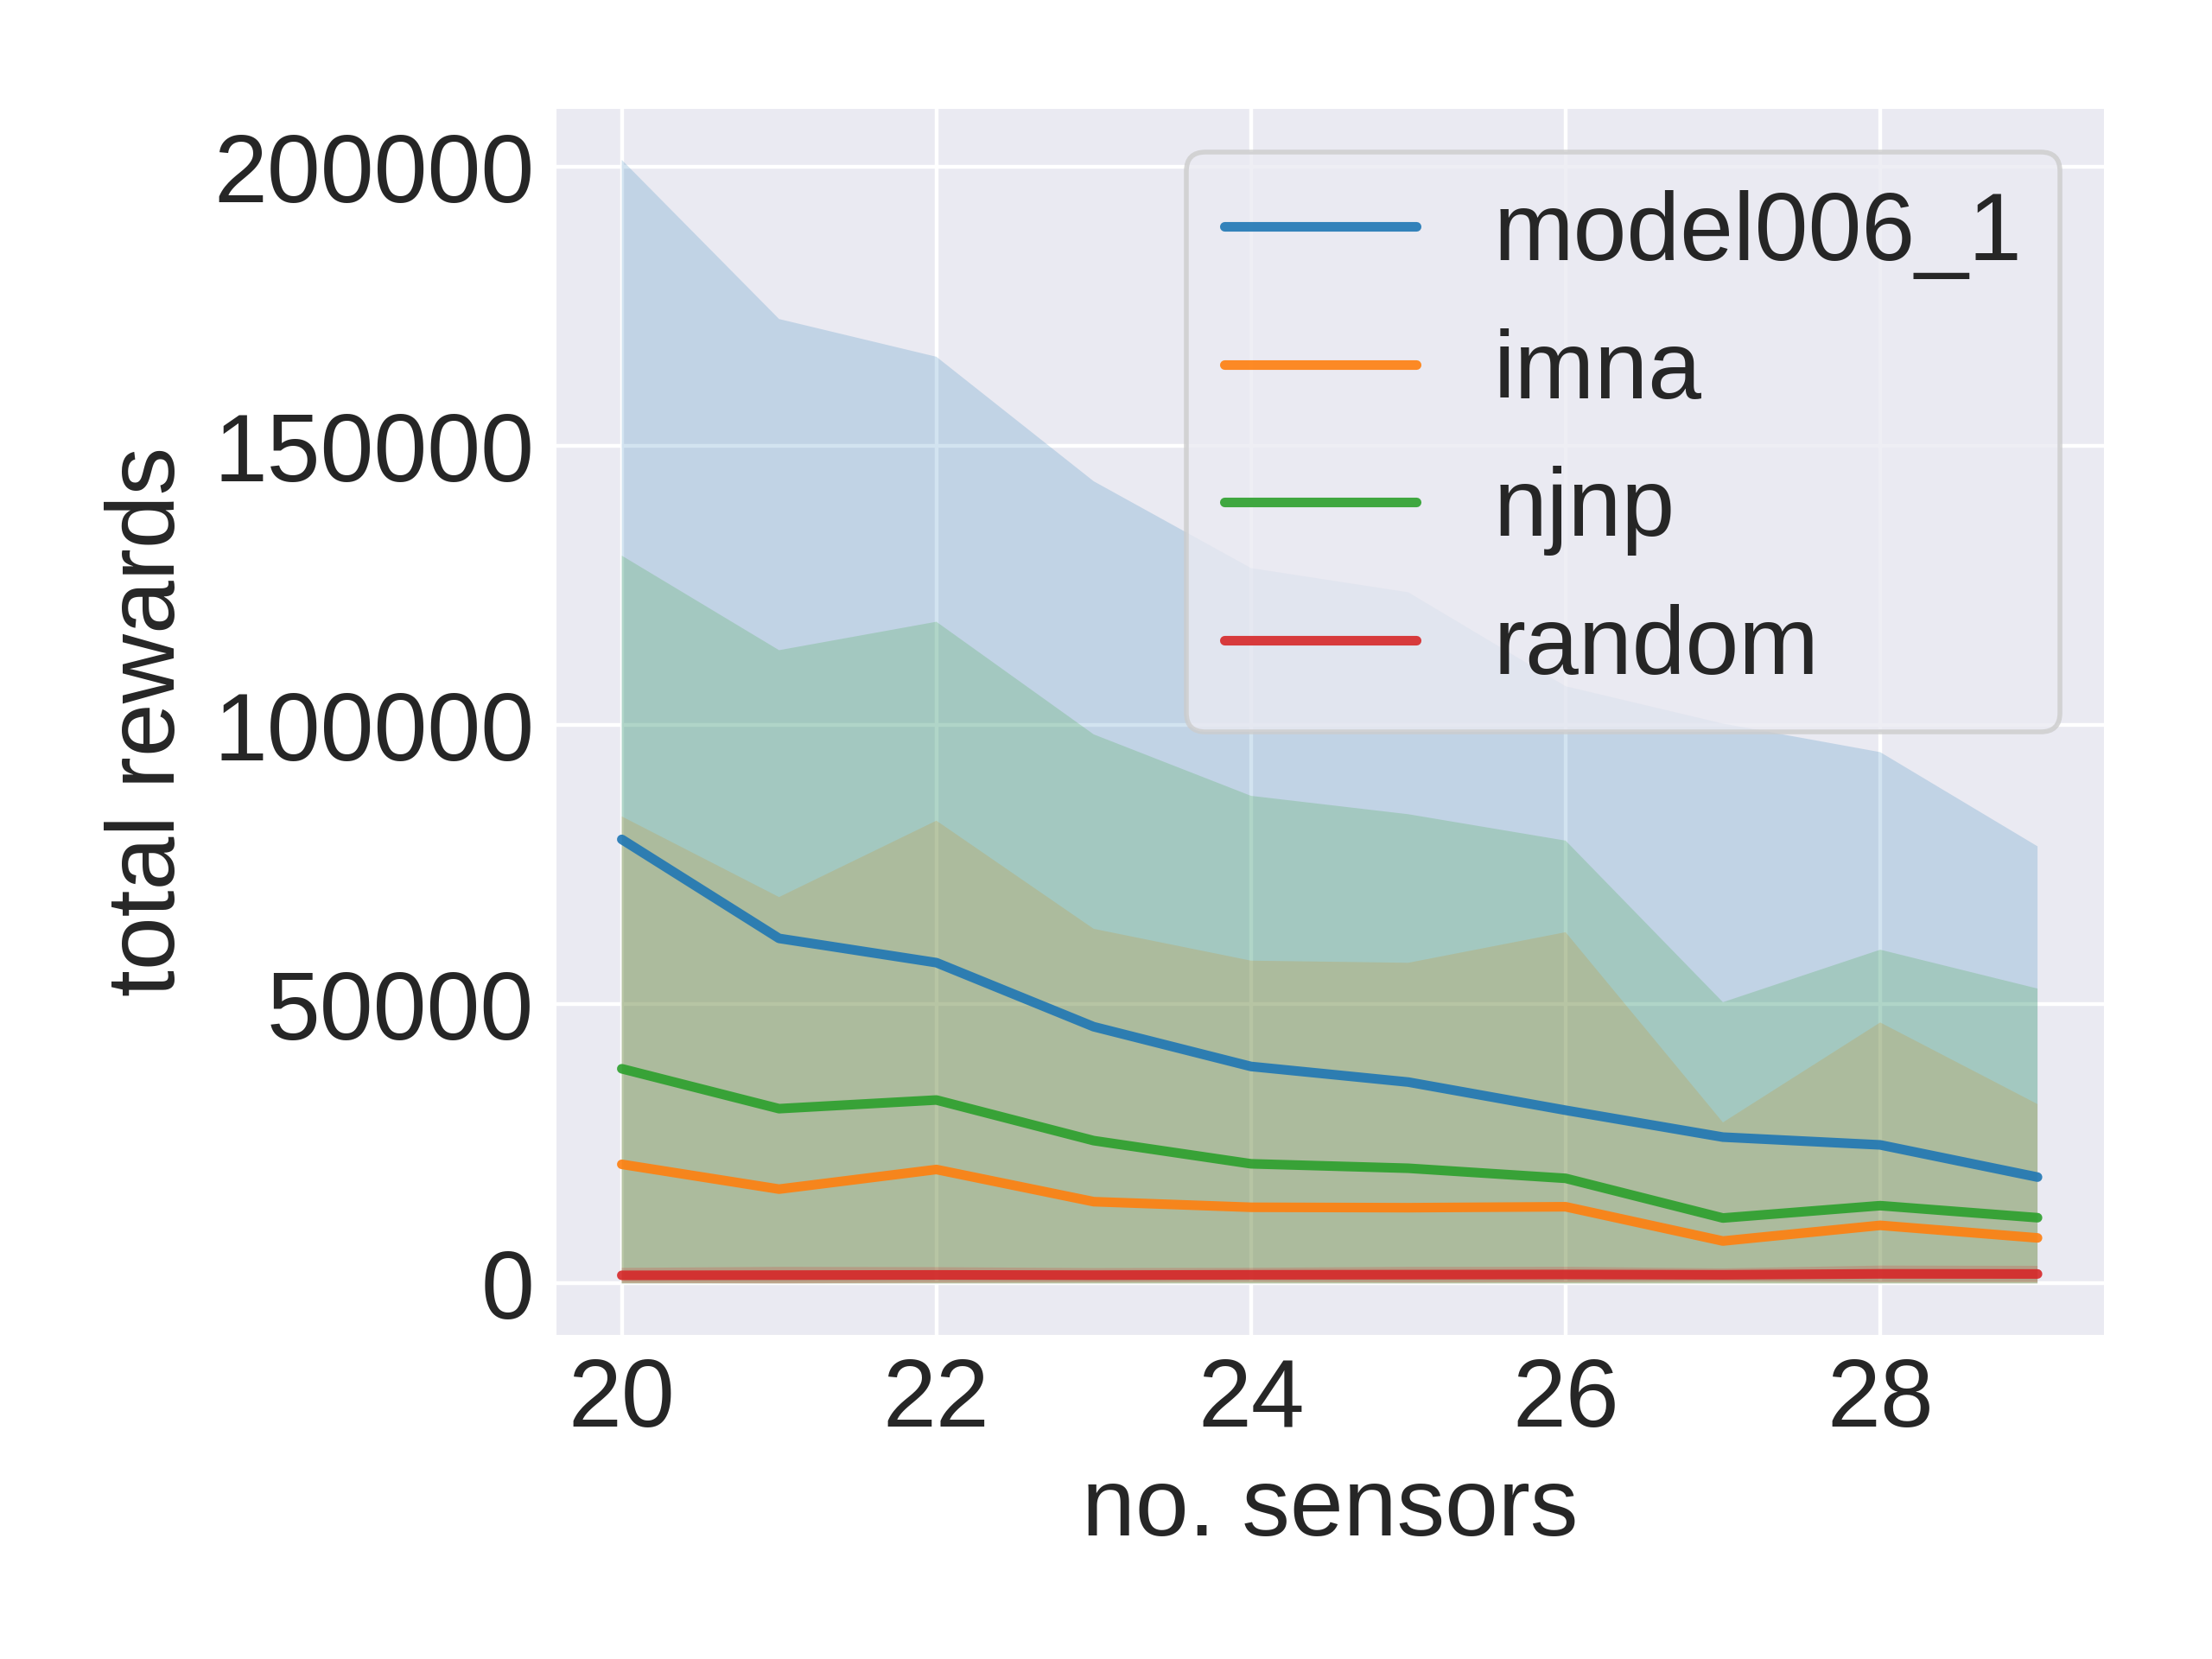 total rewards
200000
150000
100000
50000
0
20 22 24 26 28
no. sensors
model006_1
imna
njnp
random